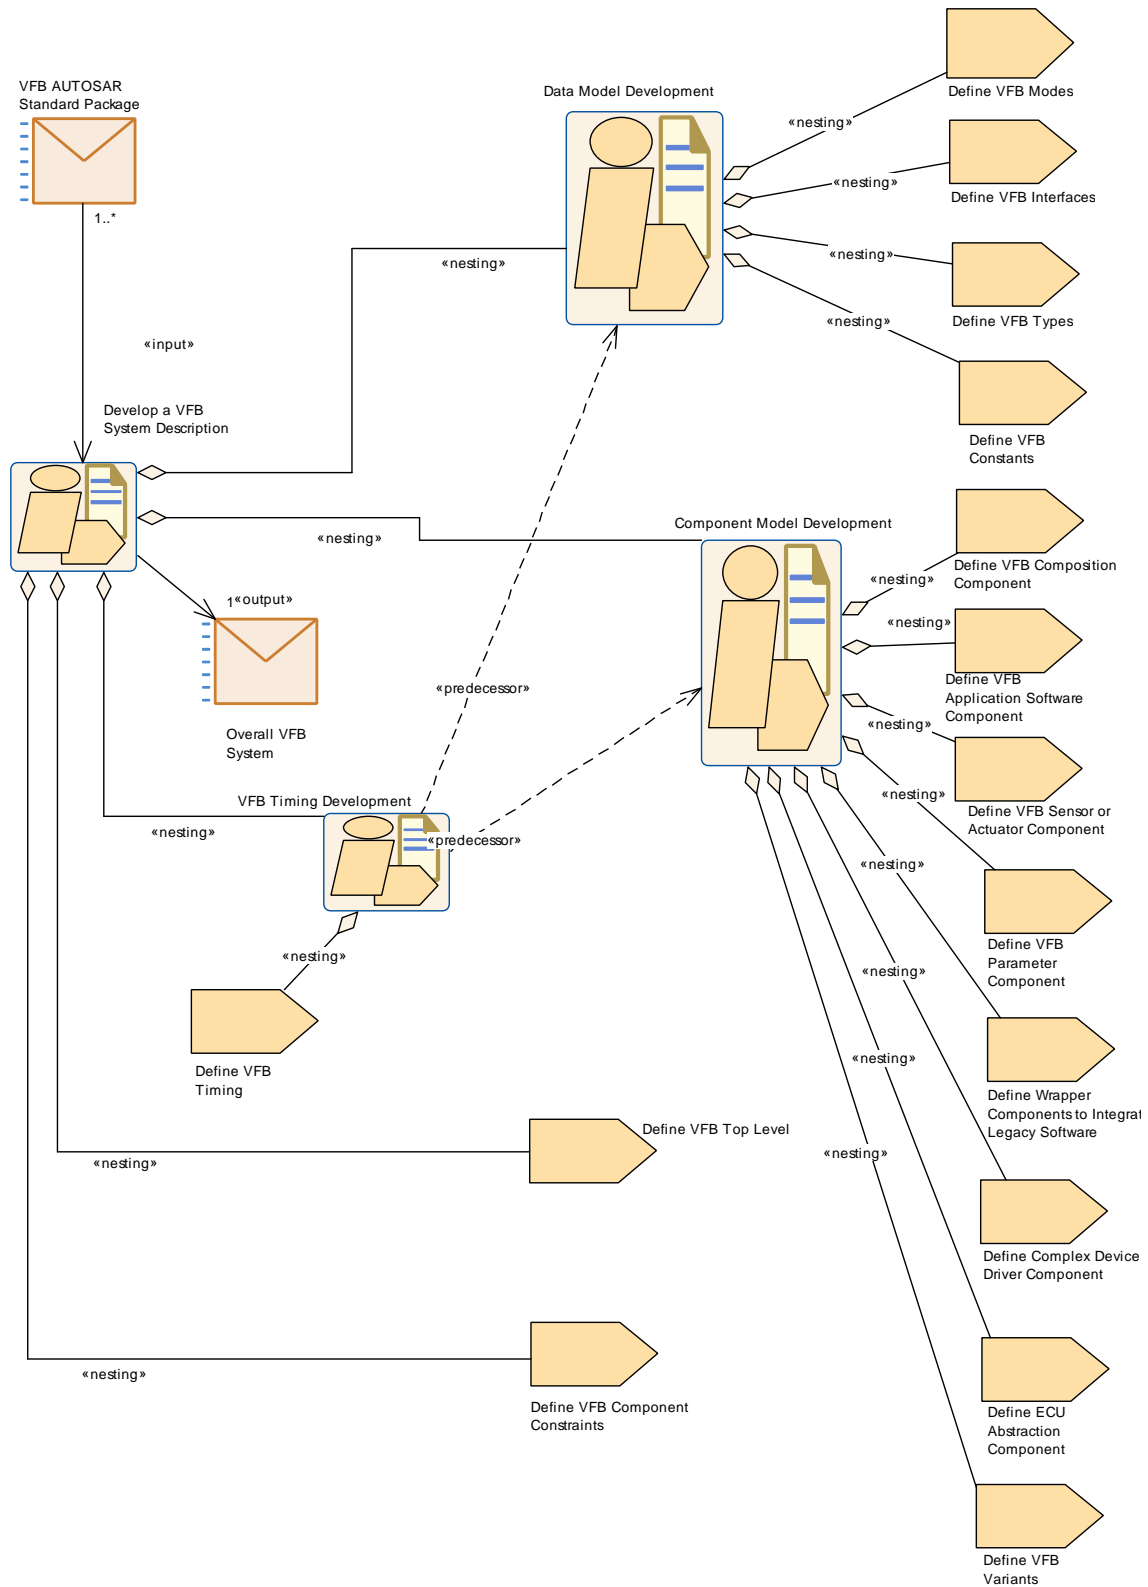 VFB AUTOSAR
Standard Package
1..*
«input»
Develop a VFB
System Description
«nesting»
«nesting»
1
«output»
Overall VFB
System
Data Model Development
«nesting»
Define VFB Modes
«nesting»
Define VFB Interfaces
«nesting»
Define VFB Types
«nesting»
Define VFB
Constants
Component Model Development
«nesting»
Define VFB Composition
Component
«nesting»
Define VFB
Application Software
Component
«nesting»
Define VFB Sensor or
Actuator Component
«nesting»
Define VFB
Parameter
Component
«nesting»
Define Wrapper
Components to Integrat
Legacy Software
«nesting»
Define Complex Device
Driver Component
«nesting»
Define ECU
Abstraction
Component
«nesting»
Define VFB
Variants
«predecessor»
«predecessor»
VFB Timing Development
«nesting»
«nesting»
Define VFB
Timing
Define VFB Top Level
«nesting»
«nesting»
Define VFB Component
Constraints